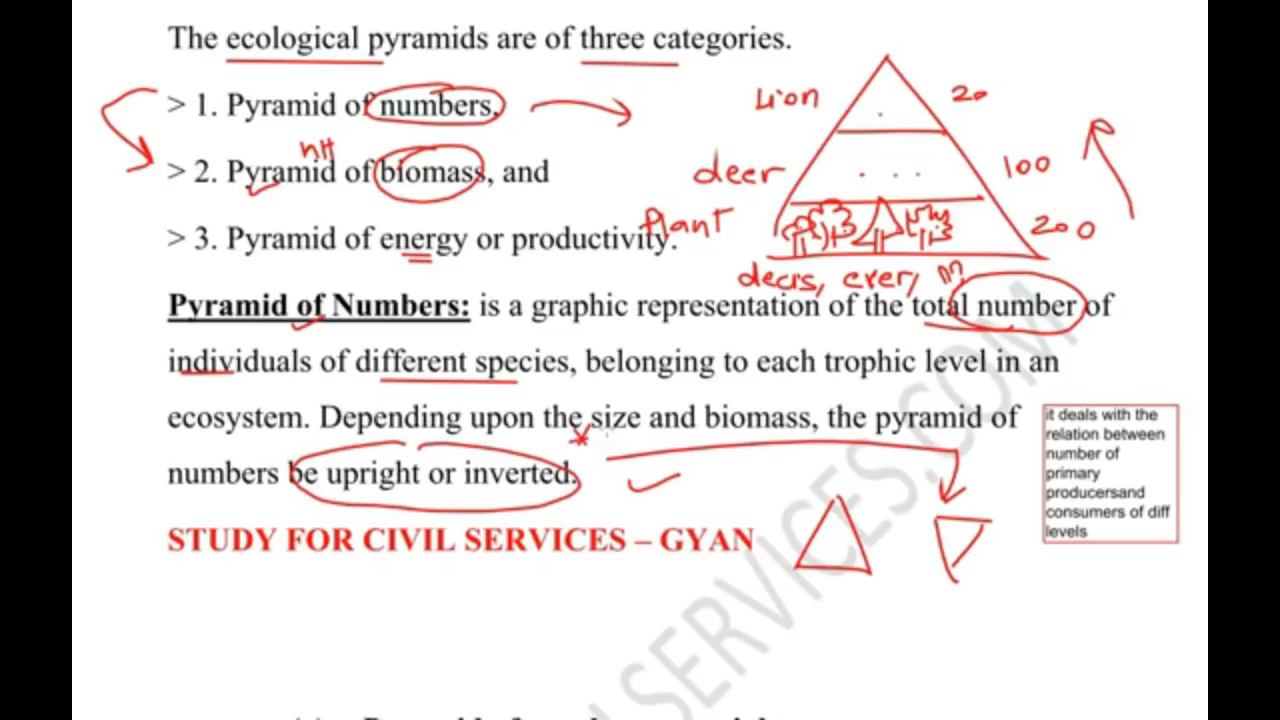 The ecological pyramids are of three categories.
> 1. Pyramid of numbers,
> 2. Pyramid of biomass, and
> 3. Pyramid of energy or productivity.
Lion 20
deer 100
Plant 200
Pyramid of Numbers: is a graphic representation of the total number of
individuals of different species, belonging to each trophic level in an
ecosystem. Depending upon the size and biomass, the pyramid of
numbers be upright or inverted.
it deals with the
relation between
number of
primary
producersand
consumers of diff
levels
STUDY FOR CIVIL SERVICES – GYAN
SERVICES.COM